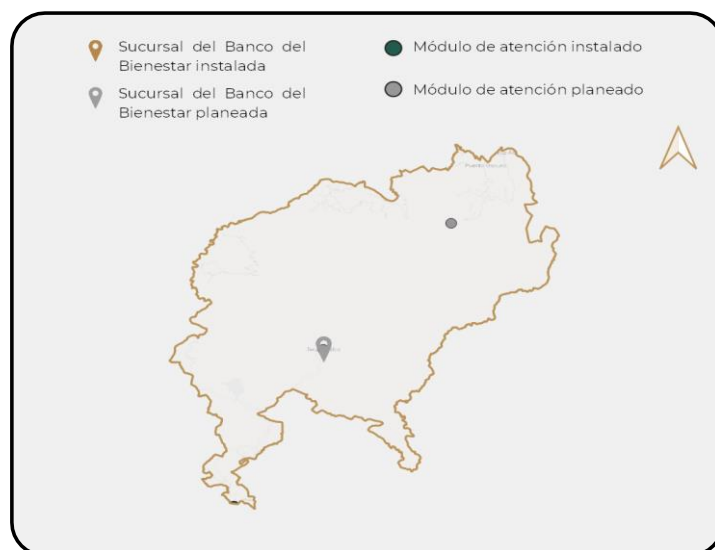 Sucursal del Banco del
Bienestar instalada
Sucursal del Banco del
Bienestar planeada
Módulo de atención instalado
Módulo de atención planeado